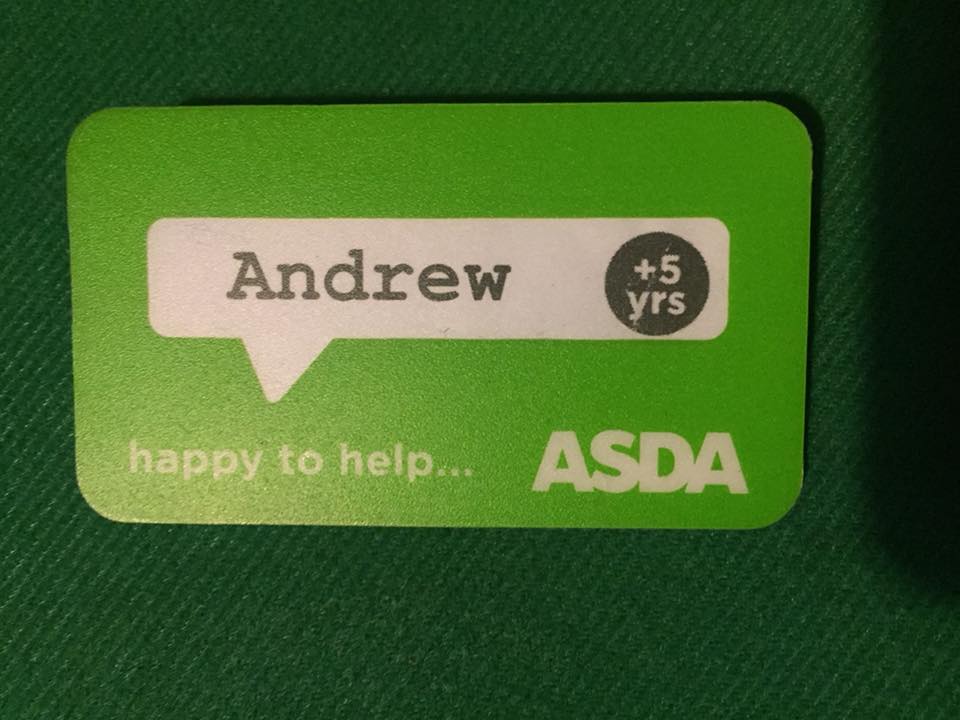 Andrew
+5
yrs
happy to help...
ASDA